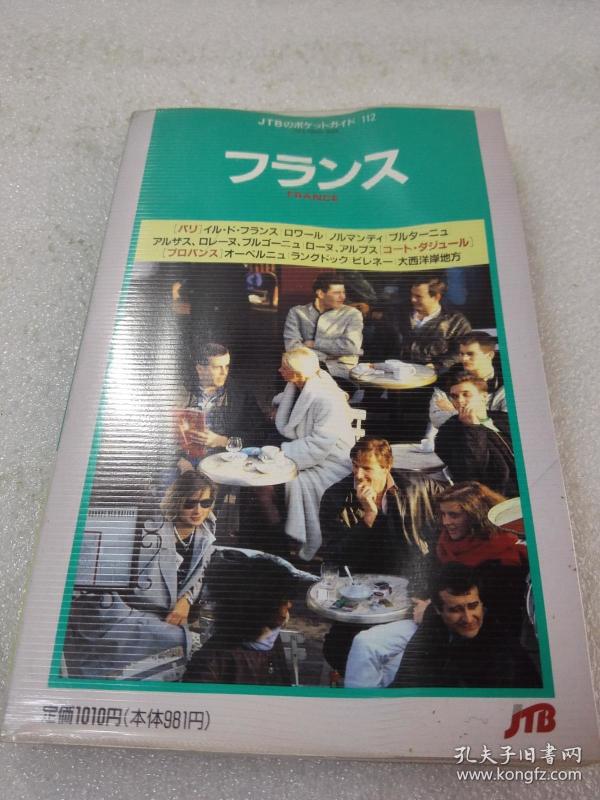 JTBのポケットガイド 112
フランス
FRANCE
[パリ]イル・ド・フランス|ロワール|ノルマンディ|ブルターニュ
アルザス、ロレーヌ、ブルゴーニュ|ローヌ、アルプス[コート・ダジュール]
[プロバンス]オーベルニュ|ラングドック|ピレネー|大西洋岸地方
定価1010円(本体981円)
JTB
孔夫子旧书网
www.kongfz.com